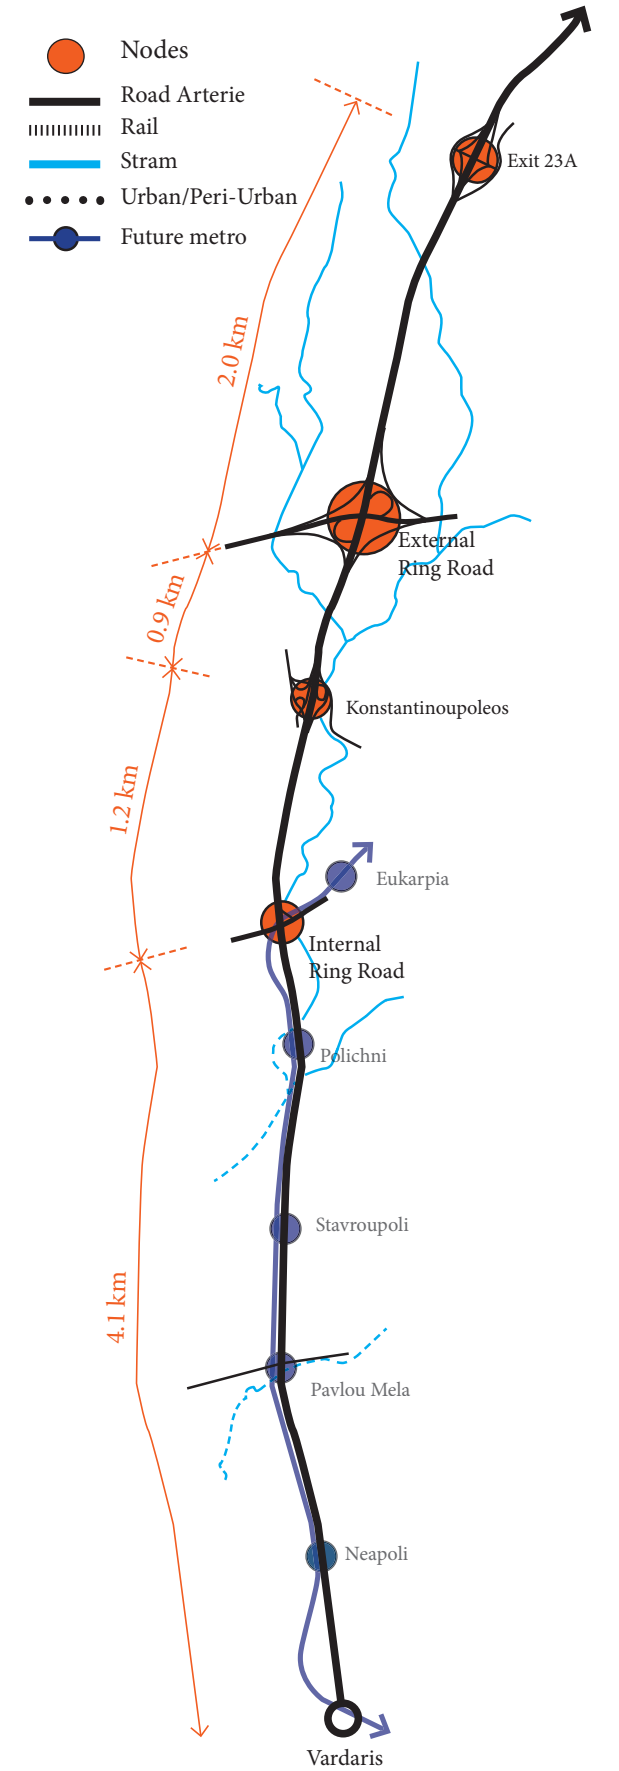 Nodes
Road Arterie
Rail
Stram
Urban/Peri-Urban
Future metro
Exit 23A
2.0 km
External
Ring Road
0.9 km
Konstantinoupoleos
1.2 km
Eukarpia
Internal
Ring Road
Polichni
Stavroupoli
4.1 km
Pavlou Mela
Neapoli
Vardaris